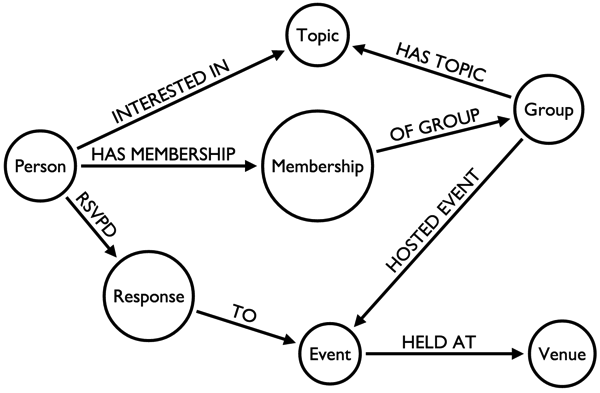 Topic
HAS TOPIC
INTERESTED IN
Group
OF GROUP
Person
HAS MEMBERSHIP
Membership
RSVPD
HOSTED EVENT
Response
TO
Event
HELD AT
Venue